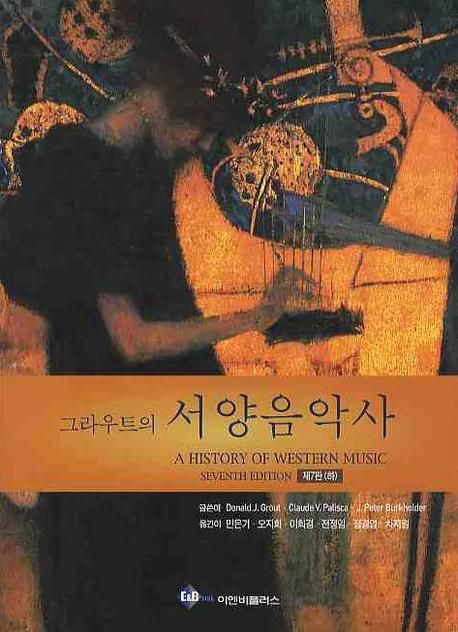 그라우트의 서양음악사
A HISTORY OF WESTERN MUSIC
SEVENTH EDITION 제7판(하)
글쓴이 Donald J. Grout · Claude V. Palisca · J. Peter Burkholder
옮긴이 민은기 · 오지희 · 이희경 · 전정임 · 정경영 · 차지원
E&B PLUS 이앤비플러스